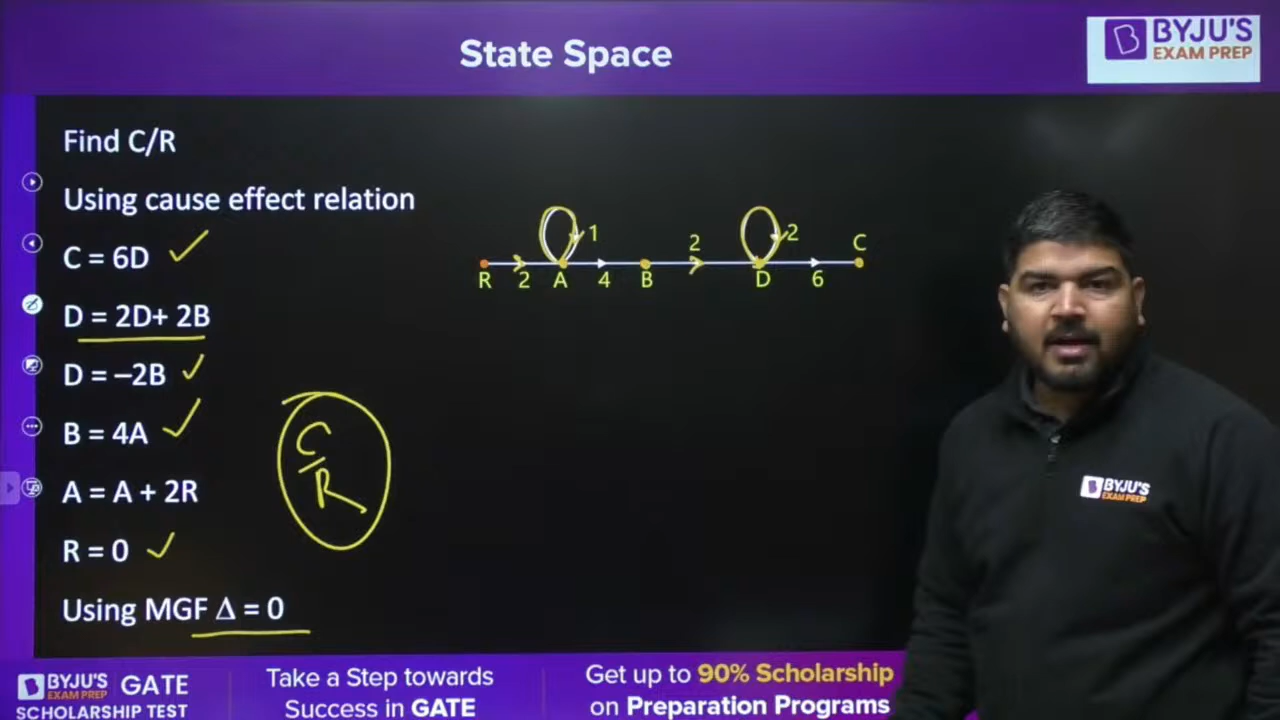 State Space
BYJU'S
EXAM PREP
Find C/R
Using cause effect relation
C = 6D
D = 2D+ 2B
D = –2B
B = 4A
A = A + 2R
R = 0
Using MGF Δ = 0
C
R
1
2
2
C
R
2
A
4
B
D
6
BYJU'S
EXAM PREP
BYJU'S
EXAM PREP
GATE
SCHOLARSHIP TEST
Take a Step towards
Success in GATE
Get up to 90% Scholarship
on Preparation Programs